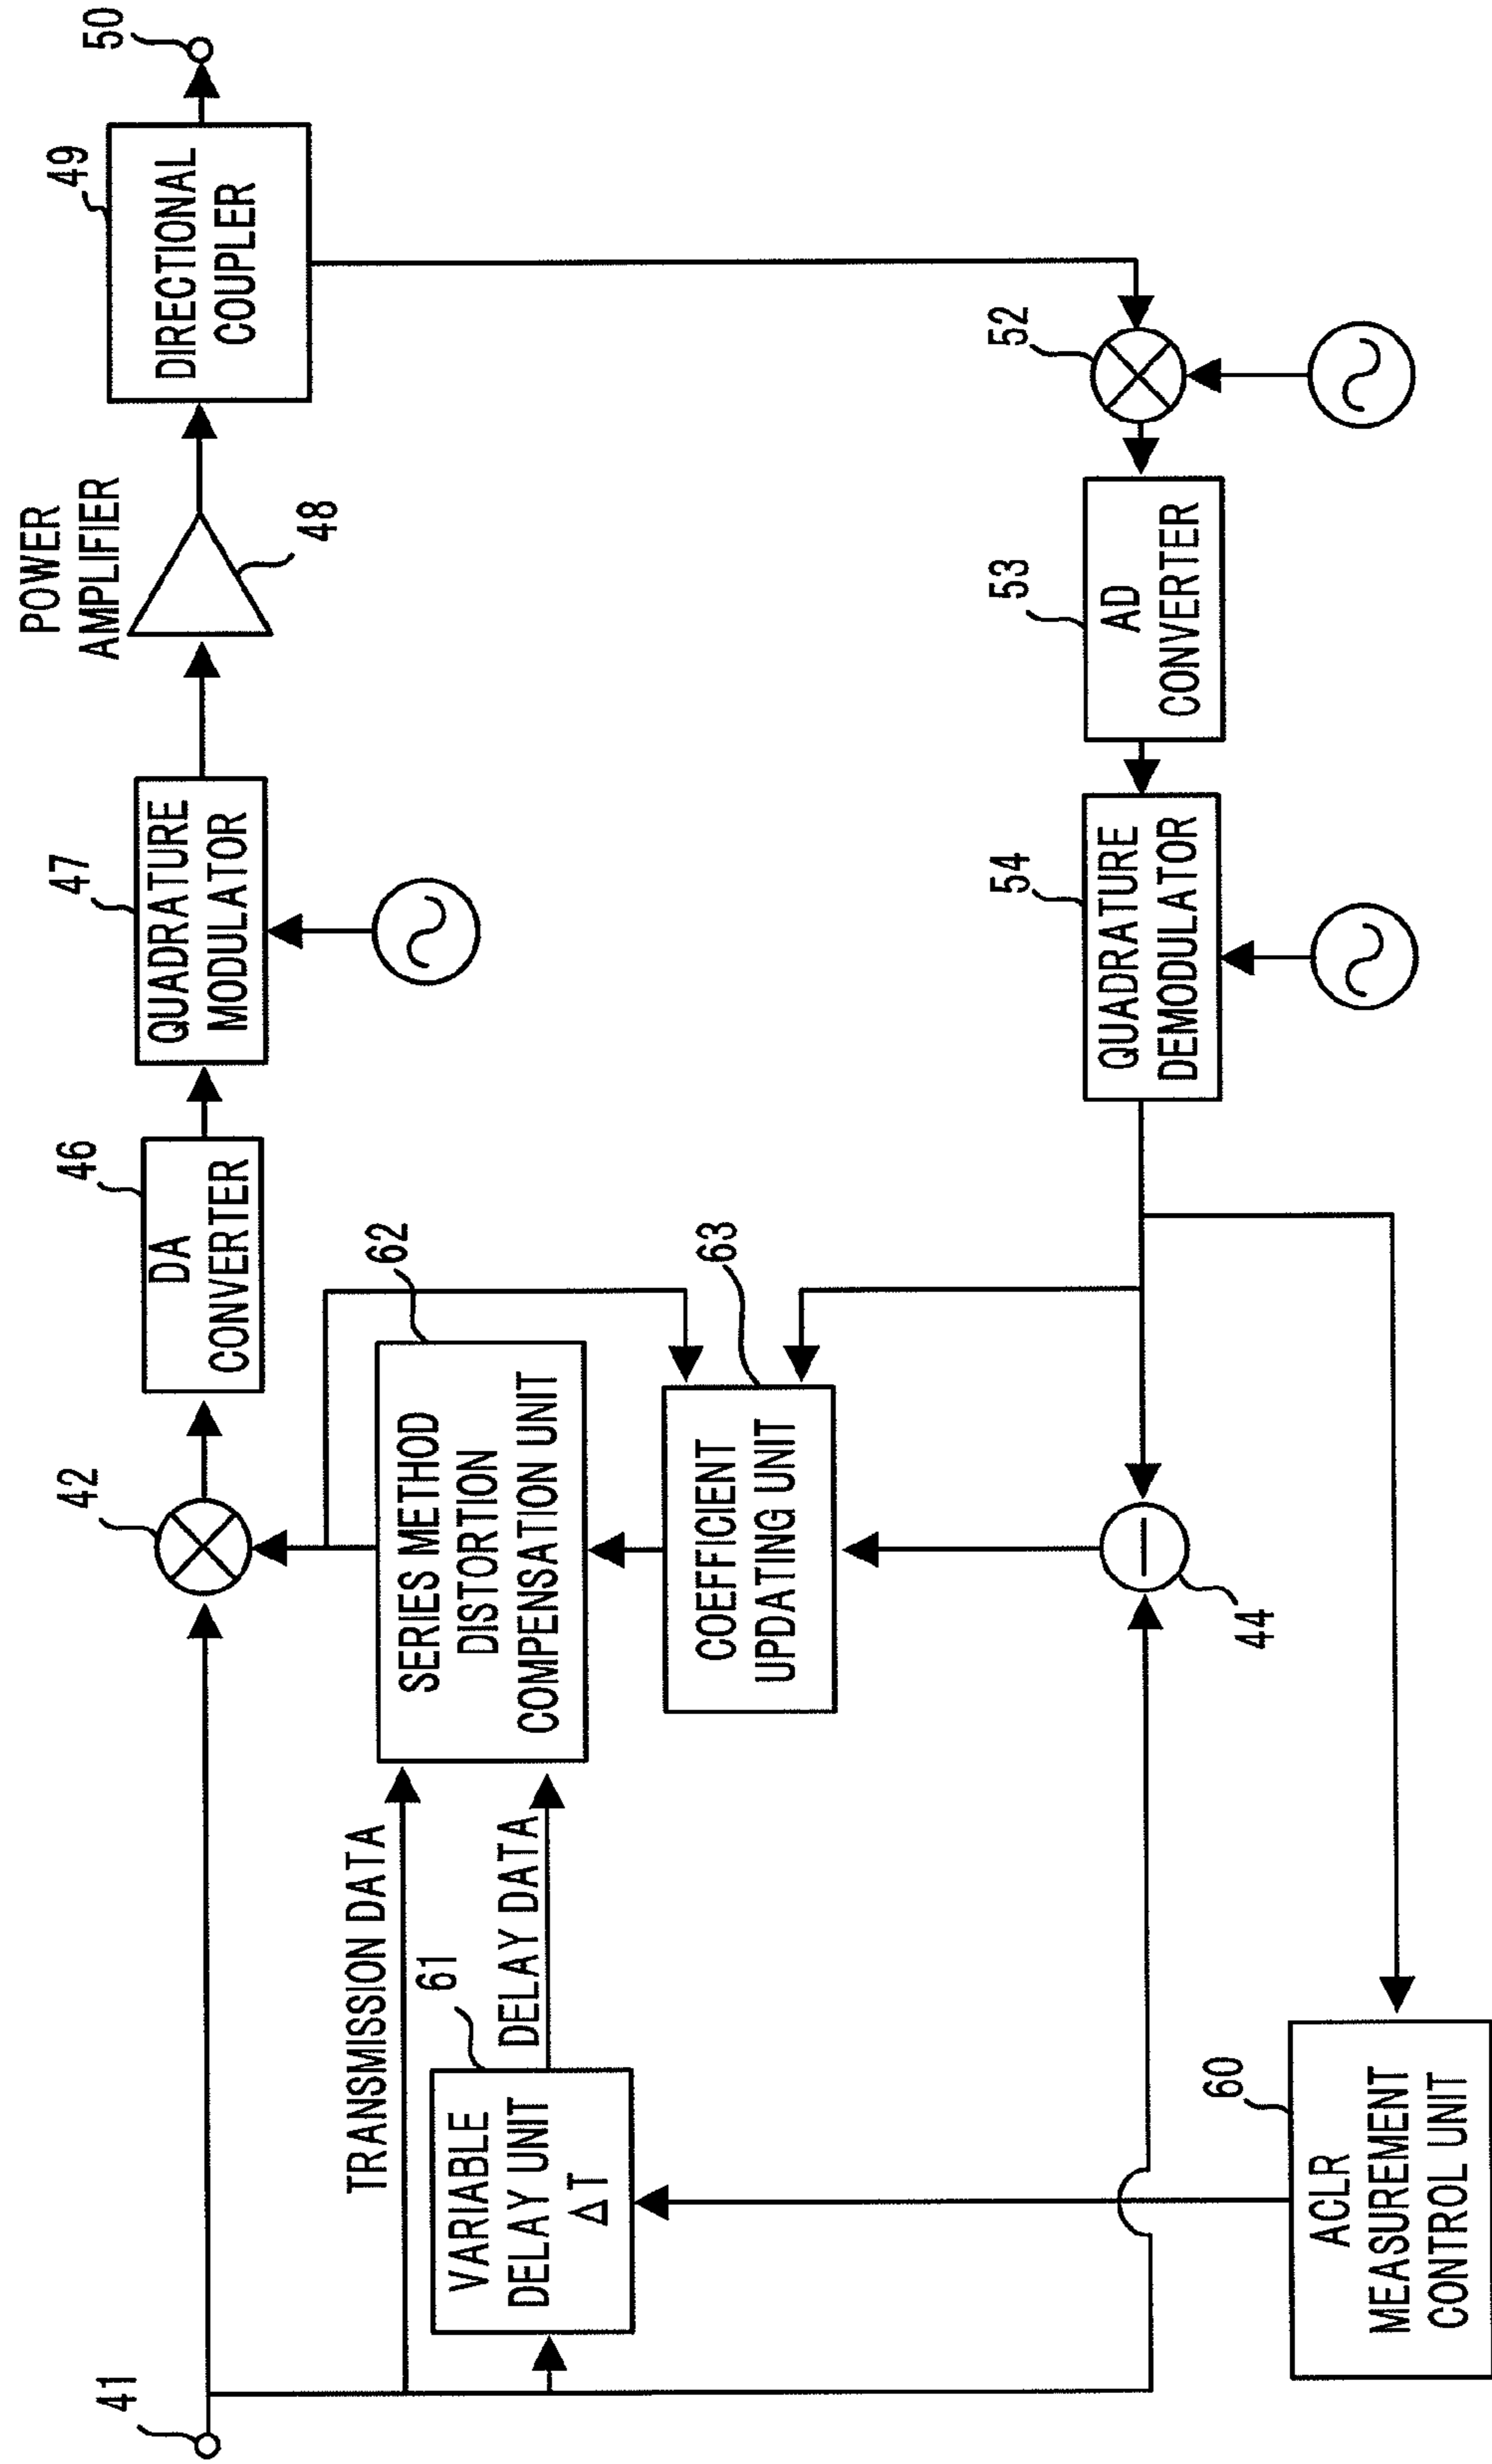 41
42
46
DA
CONVERTER
47
QUADRATURE
MODULATOR
POWER
AMPLIFIER
48
49
DIRECTIONAL
COUPLER
50
TRANSMISSION DATA
61
VARIABLE
DELAY UNIT
ΔT
DELAY DATA
62
SERIES METHOD
DISTORTION
COMPENSATION UNIT
63
COEFFICIENT
UPDATING UNIT
44
54
QUADRATURE
DEMODULATOR
53
AD
CONVERTER
52
60
ACLR
MEASUREMENT
CONTROL UNIT